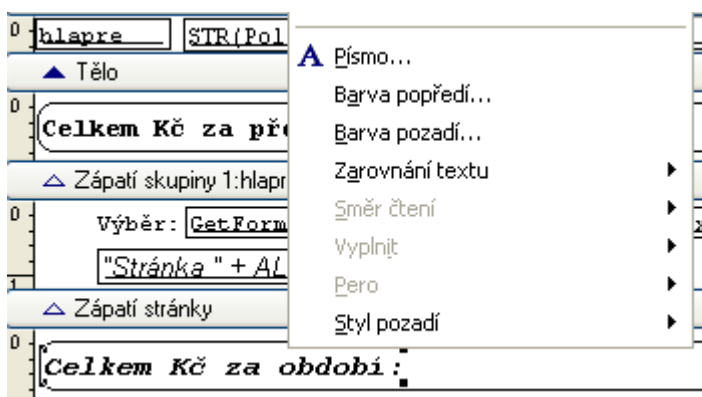 0 hlapre STR(Pol
Tělo
0
Celkem Kč za pře
Zápatí skupiny 1:hlapr
0
Výběr: GetForm
"Stránka " + AL
1
Zápatí stránky
0
Celkem Kč za období:
Písmo...
Barva popředí...
Barva pozadí...
Zarovnání textu
Směr čtení
Vyplnit
Pero
Styl pozadí